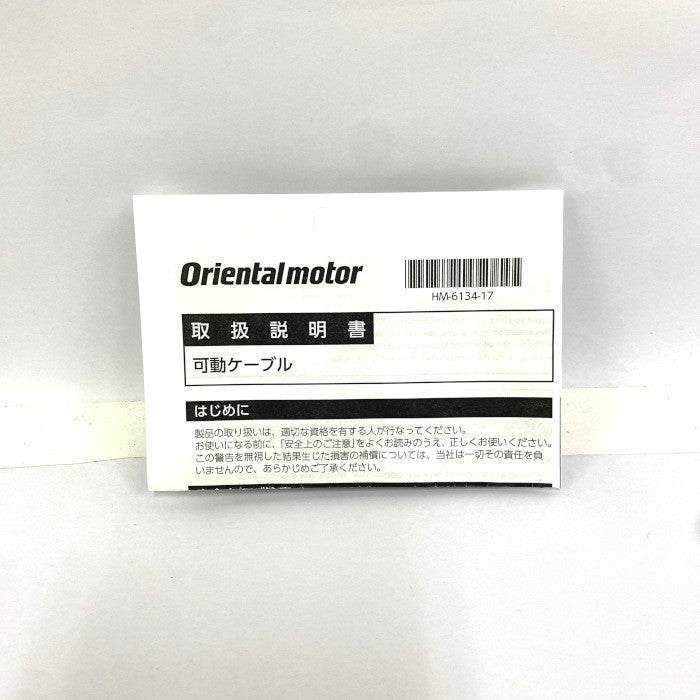 Orientalmotor
HM-6134-17
取扱説明書
可動ケーブル
はじめに
製品の取り扱いは、適切な資格を有する人が行なってください。
お使いになる前に、「安全上のご注意」をよくお読みのうえ、正しくお使いください。
この警告を無視した結果生じた損害の補償については、当社は一切その責任を負
いませんので、あらかじめご了承ください。